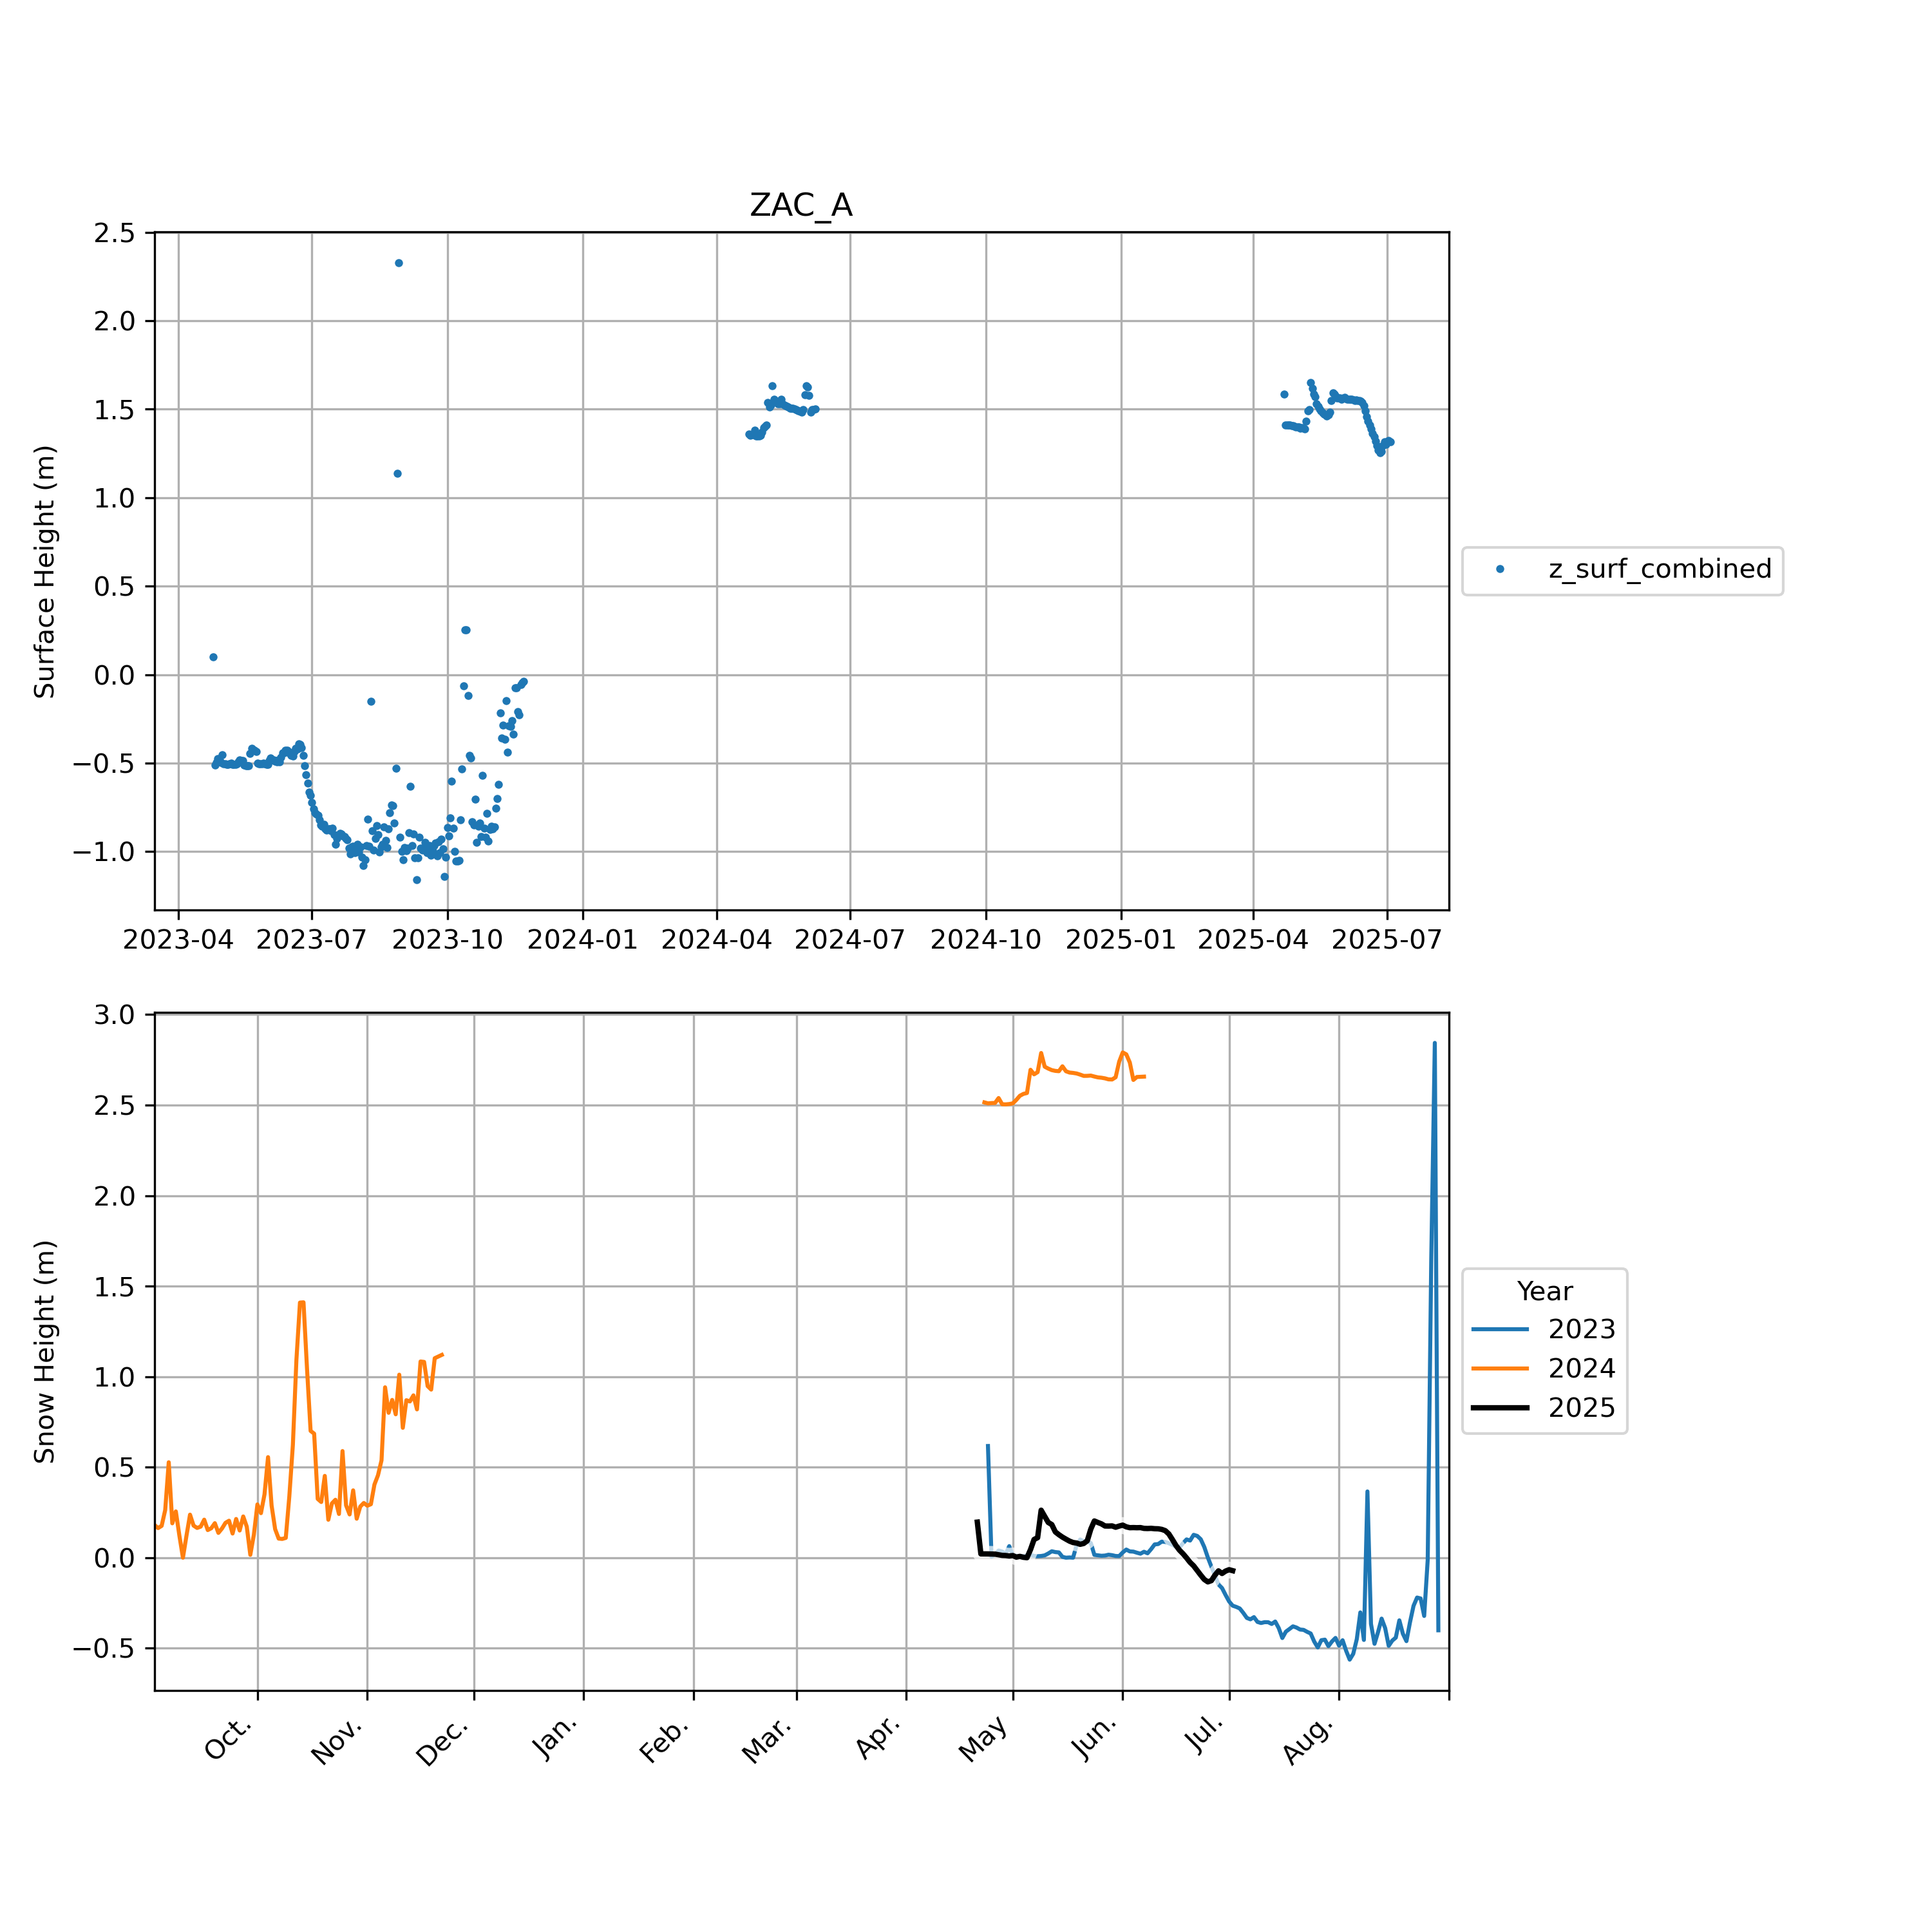 ZAC_A
2.5
2.0
1.5
1.0
0.5
0.0
−0.5
−1.0
Surface Height (m)
z_surf_combined
2023-04 2023-07 2023-10 2024-01 2024-04 2024-07 2024-10 2025-01 2025-04 2025-07
3.0
2.5
2.0
1.5
1.0
0.5
0.0
−0.5
Snow Height (m)
Year
2023
2024
2025
Oct. Nov. Dec. Jan. Feb. Mar. Apr. May Jun. Jul. Aug.